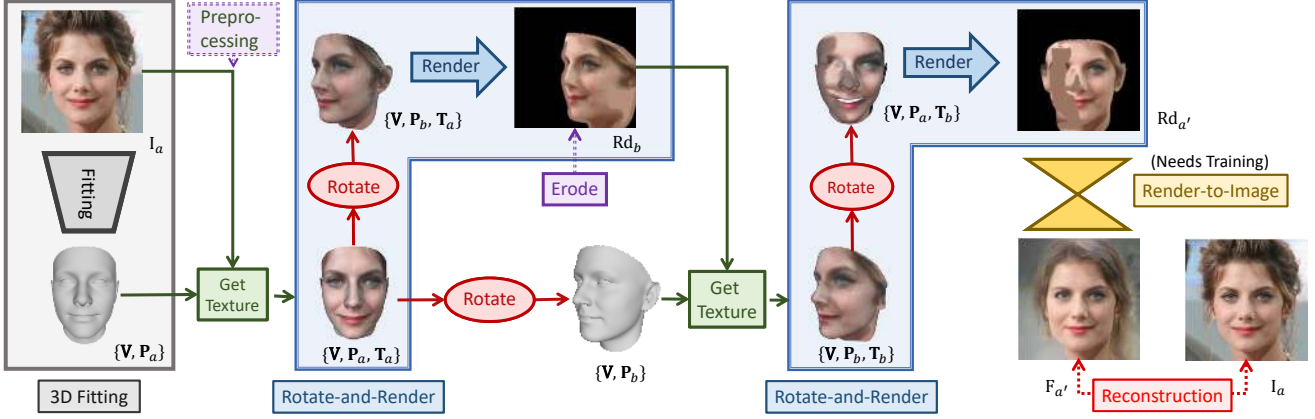 Prepro-
cessing
I_a
Fitting
{V, P_a}
3D Fitting
Get
Texture
{V, P_b, T_a}
Render
Rd_b
Rotate
Erode
{V, P_a, T_a}
Rotate
{V, P_b}
Rotate-and-Render
Get
Texture
{V, P_a, T_b}
Render
Rd_a′
Rotate
{V, P_b, T_b}
Rotate-and-Render
(Needs Training)
Render-to-Image
F_a′
Reconstruction
I_a